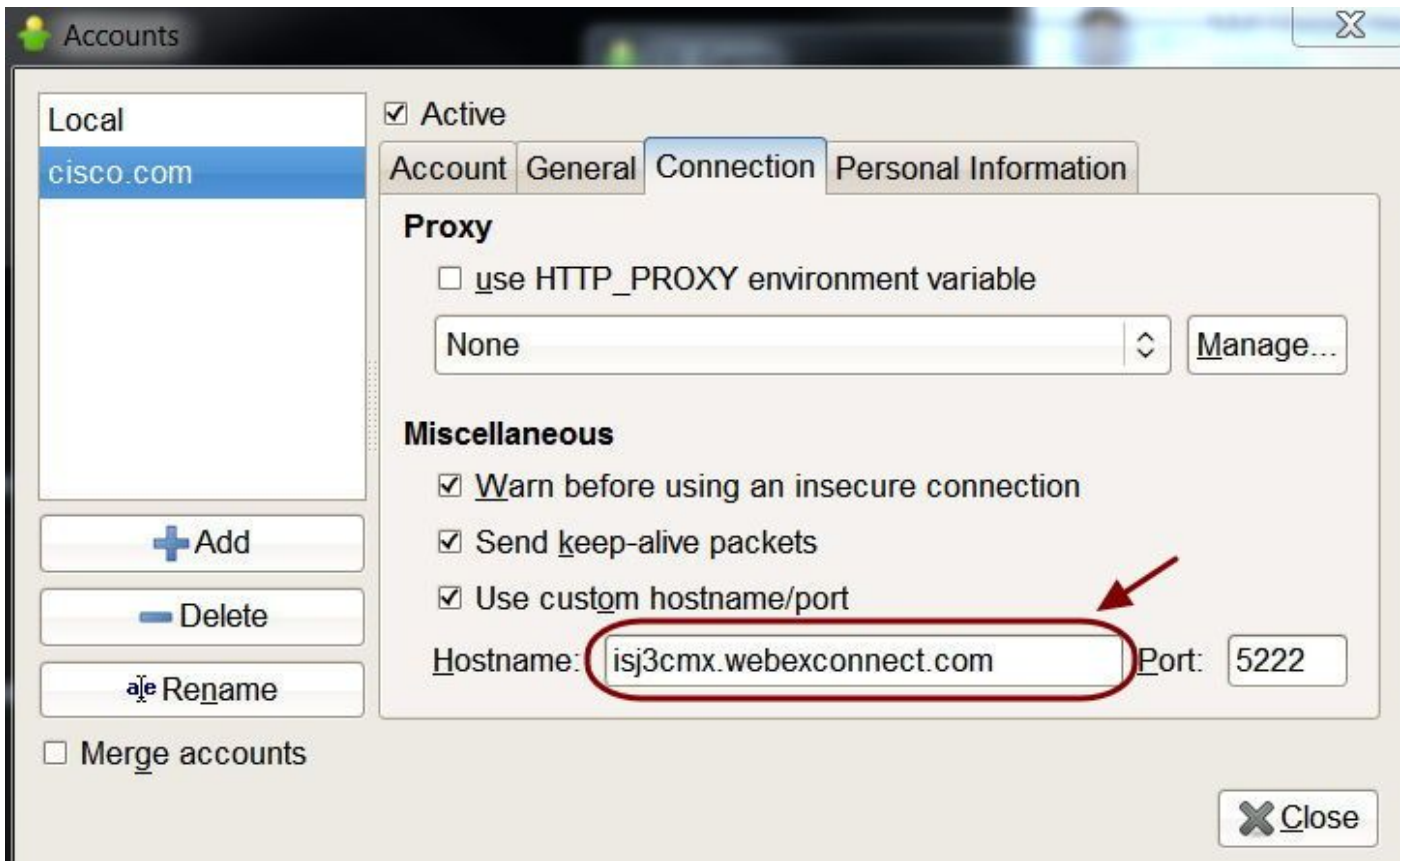 Accounts
Local
cisco.com
Add
Delete
Rename
Merge accounts
Active
Account General Connection Personal Information
Proxy
use HTTP_PROXY environment variable
None Manage...
Miscellaneous
Warn before using an insecure connection
Send keep-alive packets
Use custom hostname/port
Hostname: isj3cmx.webexconnect.com Port: 5222
Close